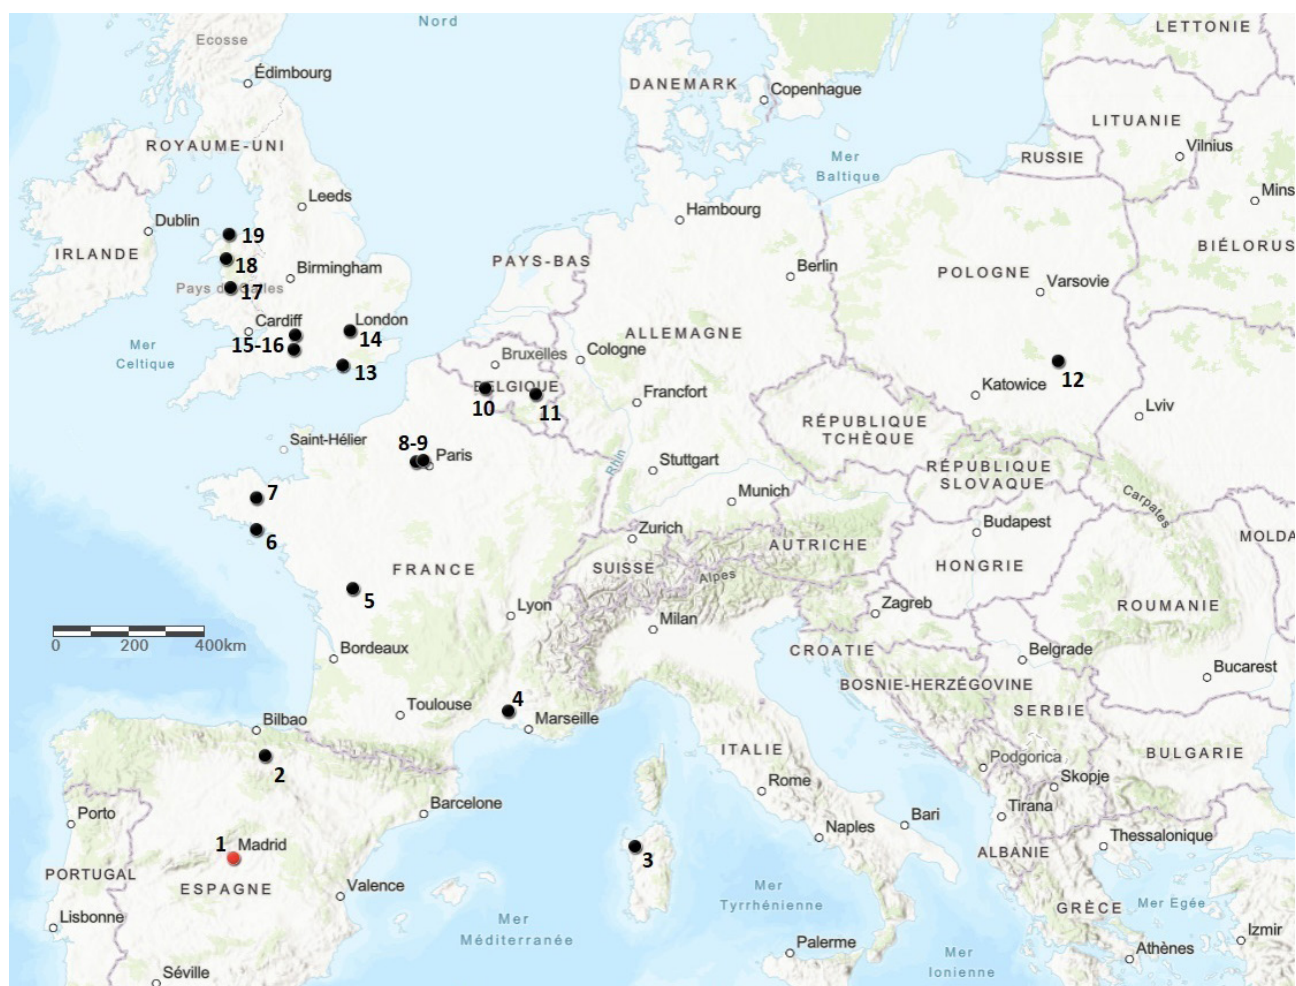 Nord
LETTONIE
Ecosse
Édimbourg
DANEMARK
Copenhague
LITUANIE
ROYAUME-UNI
Vilnius
Mer
Baltique
RUSSIE
Leeds
Mins
Dublin
Hambourg
19
IRLANDE
BIÉLORUS
PAYS-BAS
18
Birmingham
Berlin
POLOGNE
Varsovie
Pays de Galles
17
Cardiff
London
ALLEMAGNE
15-16
14
Mer
Celtique
Bruxelles
Cologne
13
12
BELGIQUE
Katowice
10
11
Francfort
Lviv
RÉPUBLIQUE
TCHÈQUE
Saint-Hélier
8-9
Paris
Rhin
Stuttgart
RÉPUBLIQUE
SLOVAQUE
7
Munich
Carpates
6
Zurich
Budapest
AUTRICHE
MOLDA
FRANCE
SUISSE
Alpes
HONGRIE
5
Lyon
Zagreb
ROUMANIE
Milan
0 200 400km
Bordeaux
CROATIE
Belgrade
Bucarest
BOSNIE-HERZÉGOVINE
4
Toulouse
Marseille
SERBIE
Bilbao
ITALIE
BULGARIE
2
Podgorica
Skopje
Rome
Porto
Barcelone
Tirana
Bari
Naples
Thessalonique
1
Madrid
3
ALBANIE
PORTUGAL
ESPAGNE
Valence
Mer
Tyrrhénienne
GRÈCE
Mer Egée
Lisbonne
Mer
Méditerranée
Izmir
Palerme
Mer
Ionienne
Athènes
Séville